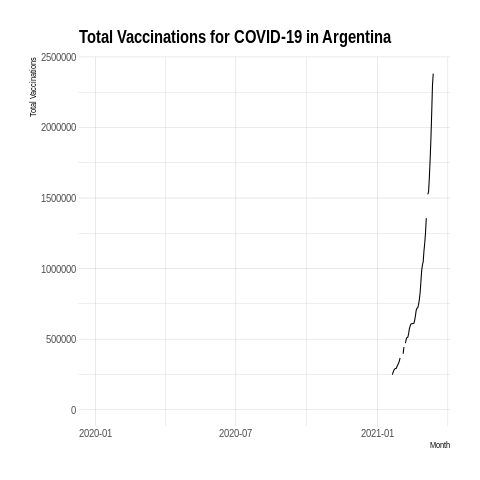 Total Vaccinations for COVID-19 in Argentina
Total Vaccinations
2500000
2000000
1500000
1000000
500000
0
2020-01 2020-07 2021-01
Month